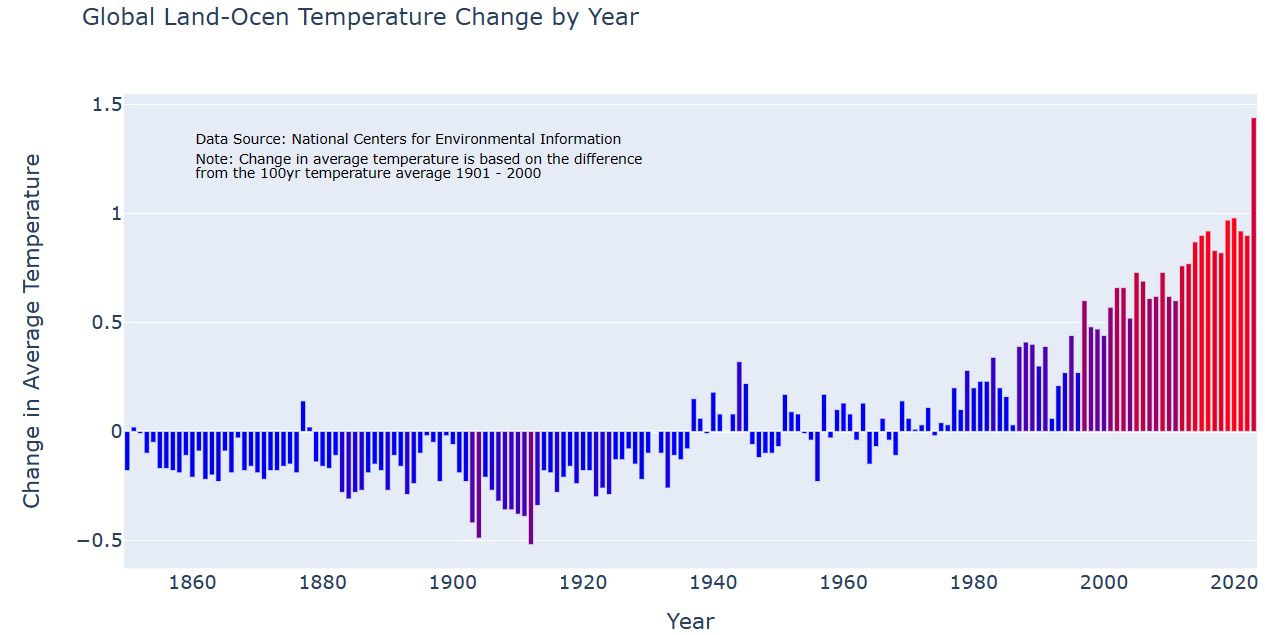 Global Land-Ocen Temperature Change by Year
1.5
Data Source: National Centers for Environmental Information
Note: Change in average temperature is based on the difference
from the 100yr temperature average 1901 - 2000
1
0.5
0
−0.5
Change in Average Temperature
1860 1880 1900 1920 1940 1960 1980 2000 2020
Year